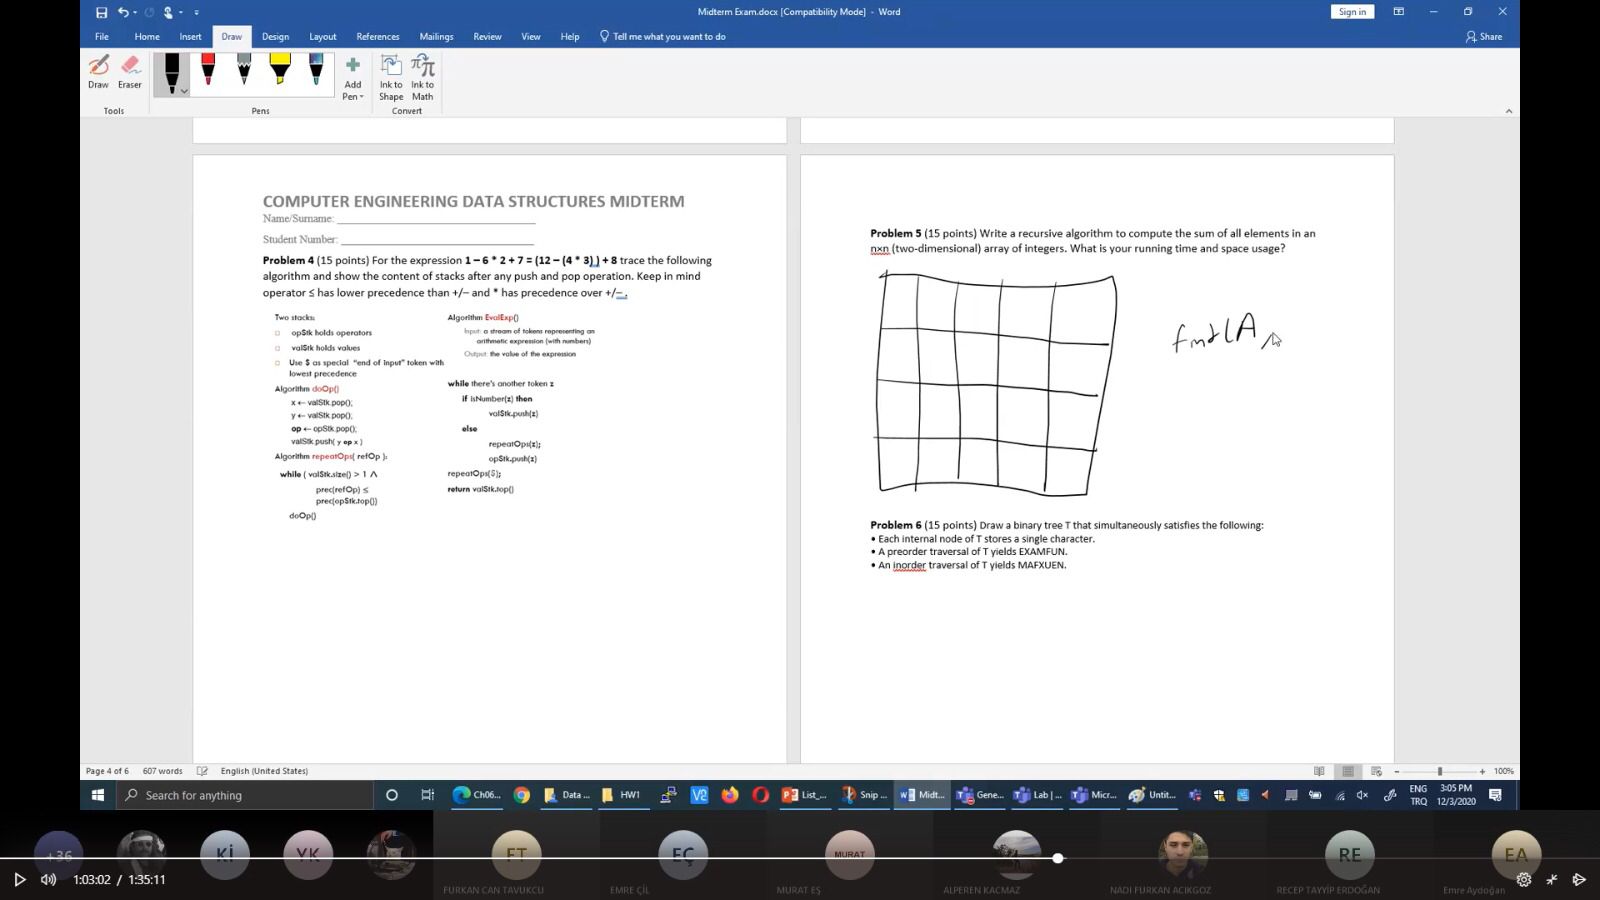 Midterm Exam.docx [Compatibility Mode] - Word
Sign in
File Home Insert Draw Design Layout References Mailings Review View Help Tell me what you want to do
Share
Draw Eraser Add Pen Ink to Shape Ink to Math
Tools Pens Convert
COMPUTER ENGINEERING DATA STRUCTURES MIDTERM
Name/Surname:
Student Number:
Problem 4 (15 points) For the expression 1 – 6 * 2 + 7 = (12 – (4 * 3) ) + 8 trace the following
algorithm and show the content of stacks after any push and pop operation. Keep in mind
operator ≤ has lower precedence than +/– and * has precedence over +/– .
Two stacks:
opStk holds operators
valStk holds values
Use $ as special “end of input” token with
lowest precedence
Algorithm doOp()
x ← valStk.pop();
y ← valStk.pop();
op ← opStk.pop();
valStk.push( y op x )
Algorithm repeatOps( refOp ):
while ( valStk.size() > 1 ∧
prec(refOp) ≤
prec(opStk.top())
doOp()
Algorithm EvalExp()
Input: a stream of tokens representing an
arithmetic expression (with numbers)
Output: the value of the expression
while there’s another token z
if isNumber(z) then
valStk.push(z)
else
repeatOps(z);
opStk.push(z)
repeatOps($);
return valStk.top()
Problem 5 (15 points) Write a recursive algorithm to compute the sum of all elements in an
n×n (two-dimensional) array of integers. What is your running time and space usage?
(A ,
Problem 6 (15 points) Draw a binary tree T that simultaneously satisfies the following:
• Each internal node of T stores a single character.
• A preorder traversal of T yields EXAMFUN.
• An inorder traversal of T yields MAFXUEN.
Page 4 of 6 607 words English (United States)
100%
Search for anything
Ch06... Data ... HW1 List_... Snip ... Midt... Gene... Lab | ... Micr... Untit...
ENG
TRQ
3:05 PM
12/3/2020
+36 Kİ YK FT EÇ MURAT RE EA
FURKAN CAN TAVUKCU EMRE ÇİL MURAT EŞ ALPEREN KACMAZ NADI FURKAN ACIKGOZ RECEP TAYYİP ERDOĞAN Emre Aydoğan
1:03:02 / 1:35:11